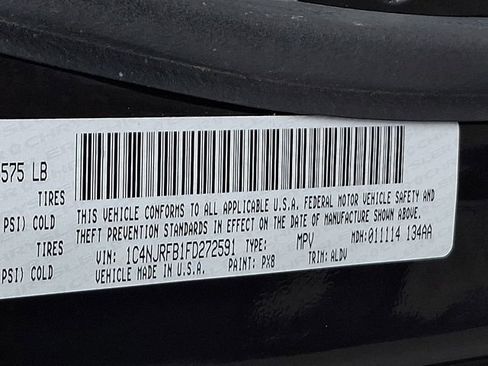 575 LB
TIRES
PSI) COLD
TIRES
PSI) COLD
THIS VEHICLE CONFORMS TO ALL APPLICABLE U.S.A. FEDERAL MOTOR VEHICLE SAFETY AND
THEFT PREVENTION STANDARDS IN EFFECT ON THE DATE OF MANUFACTURE SHOWN ABOVE.
VIN: 1C4NJRFB1FD272591 TYPE: MPV MDH: 011114 134AA
VEHICLE MADE IN U.S.A. PAINT: PX8 TRIM: ALDV